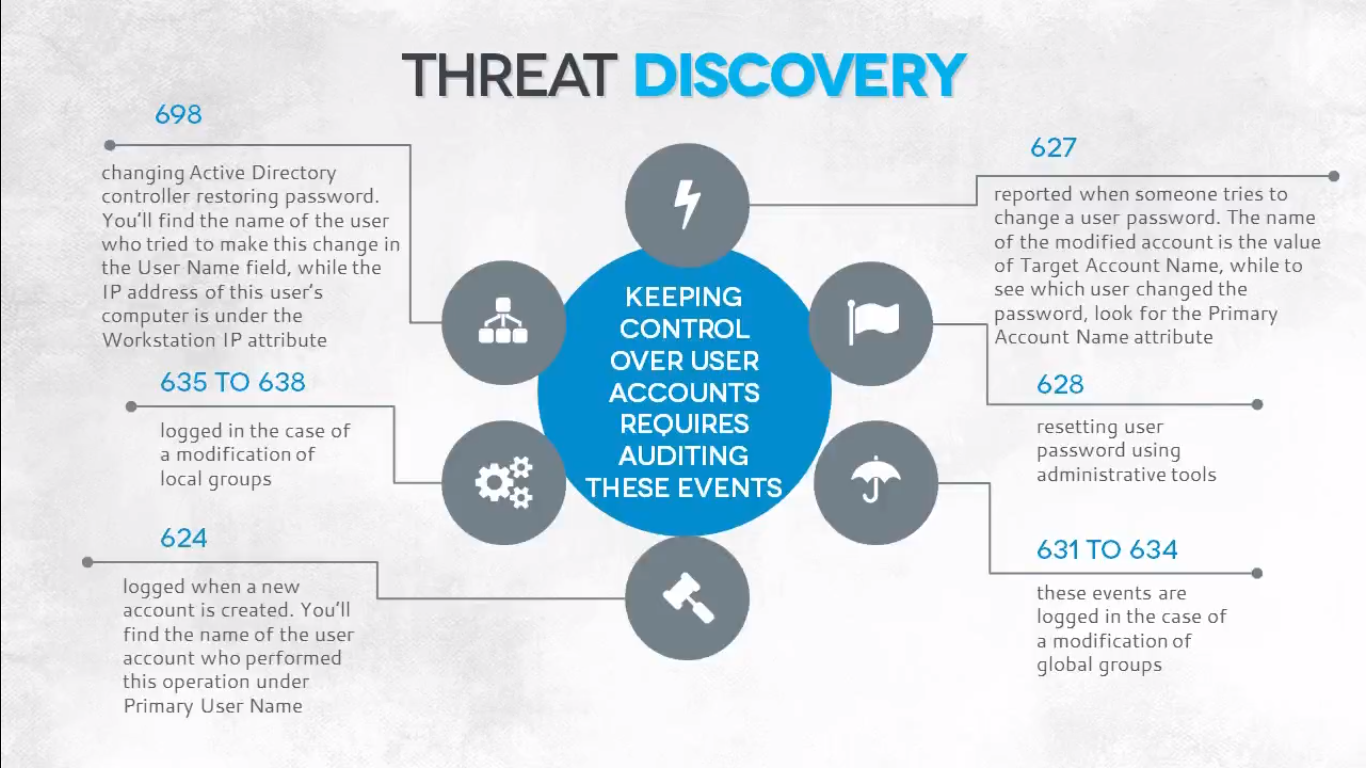 THREAT DISCOVERY
698
changing Active Directory
controller restoring password.
You'll find the name of the user
who tried to make this change in
the User Name field, while the
IP address of this user's
computer is under the
Workstation IP attribute
635 TO 638
logged in the case of
a modification of
local groups
624
logged when a new
account is created. You'll
find the name of the user
account who performed
this operation under
Primary User Name
KEEPING
CONTROL
OVER USER
ACCOUNTS
REQUIRES
AUDITING
THESE EVENTS
627
reported when someone tries to
change a user password. The name
of the modified account is the value
of Target Account Name, while to
see which user changed the
password, look for the Primary
Account Name attribute
628
resetting user
password using
administrative tools
631 TO 634
these events are
logged in the case of
a modification of
global groups